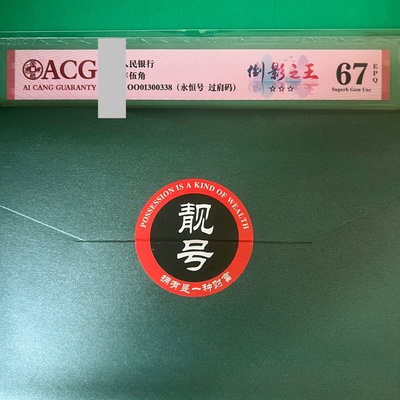 ACG
AI CANG GUARANTY
人民银行
伍角
OO01300338（永恒号 过肩码）
倒影之王
☆☆☆
67
EPQ
Superb Gem Unc
POSSESSION IS A KIND OF WEALTH
靓号
拥有是一种财富